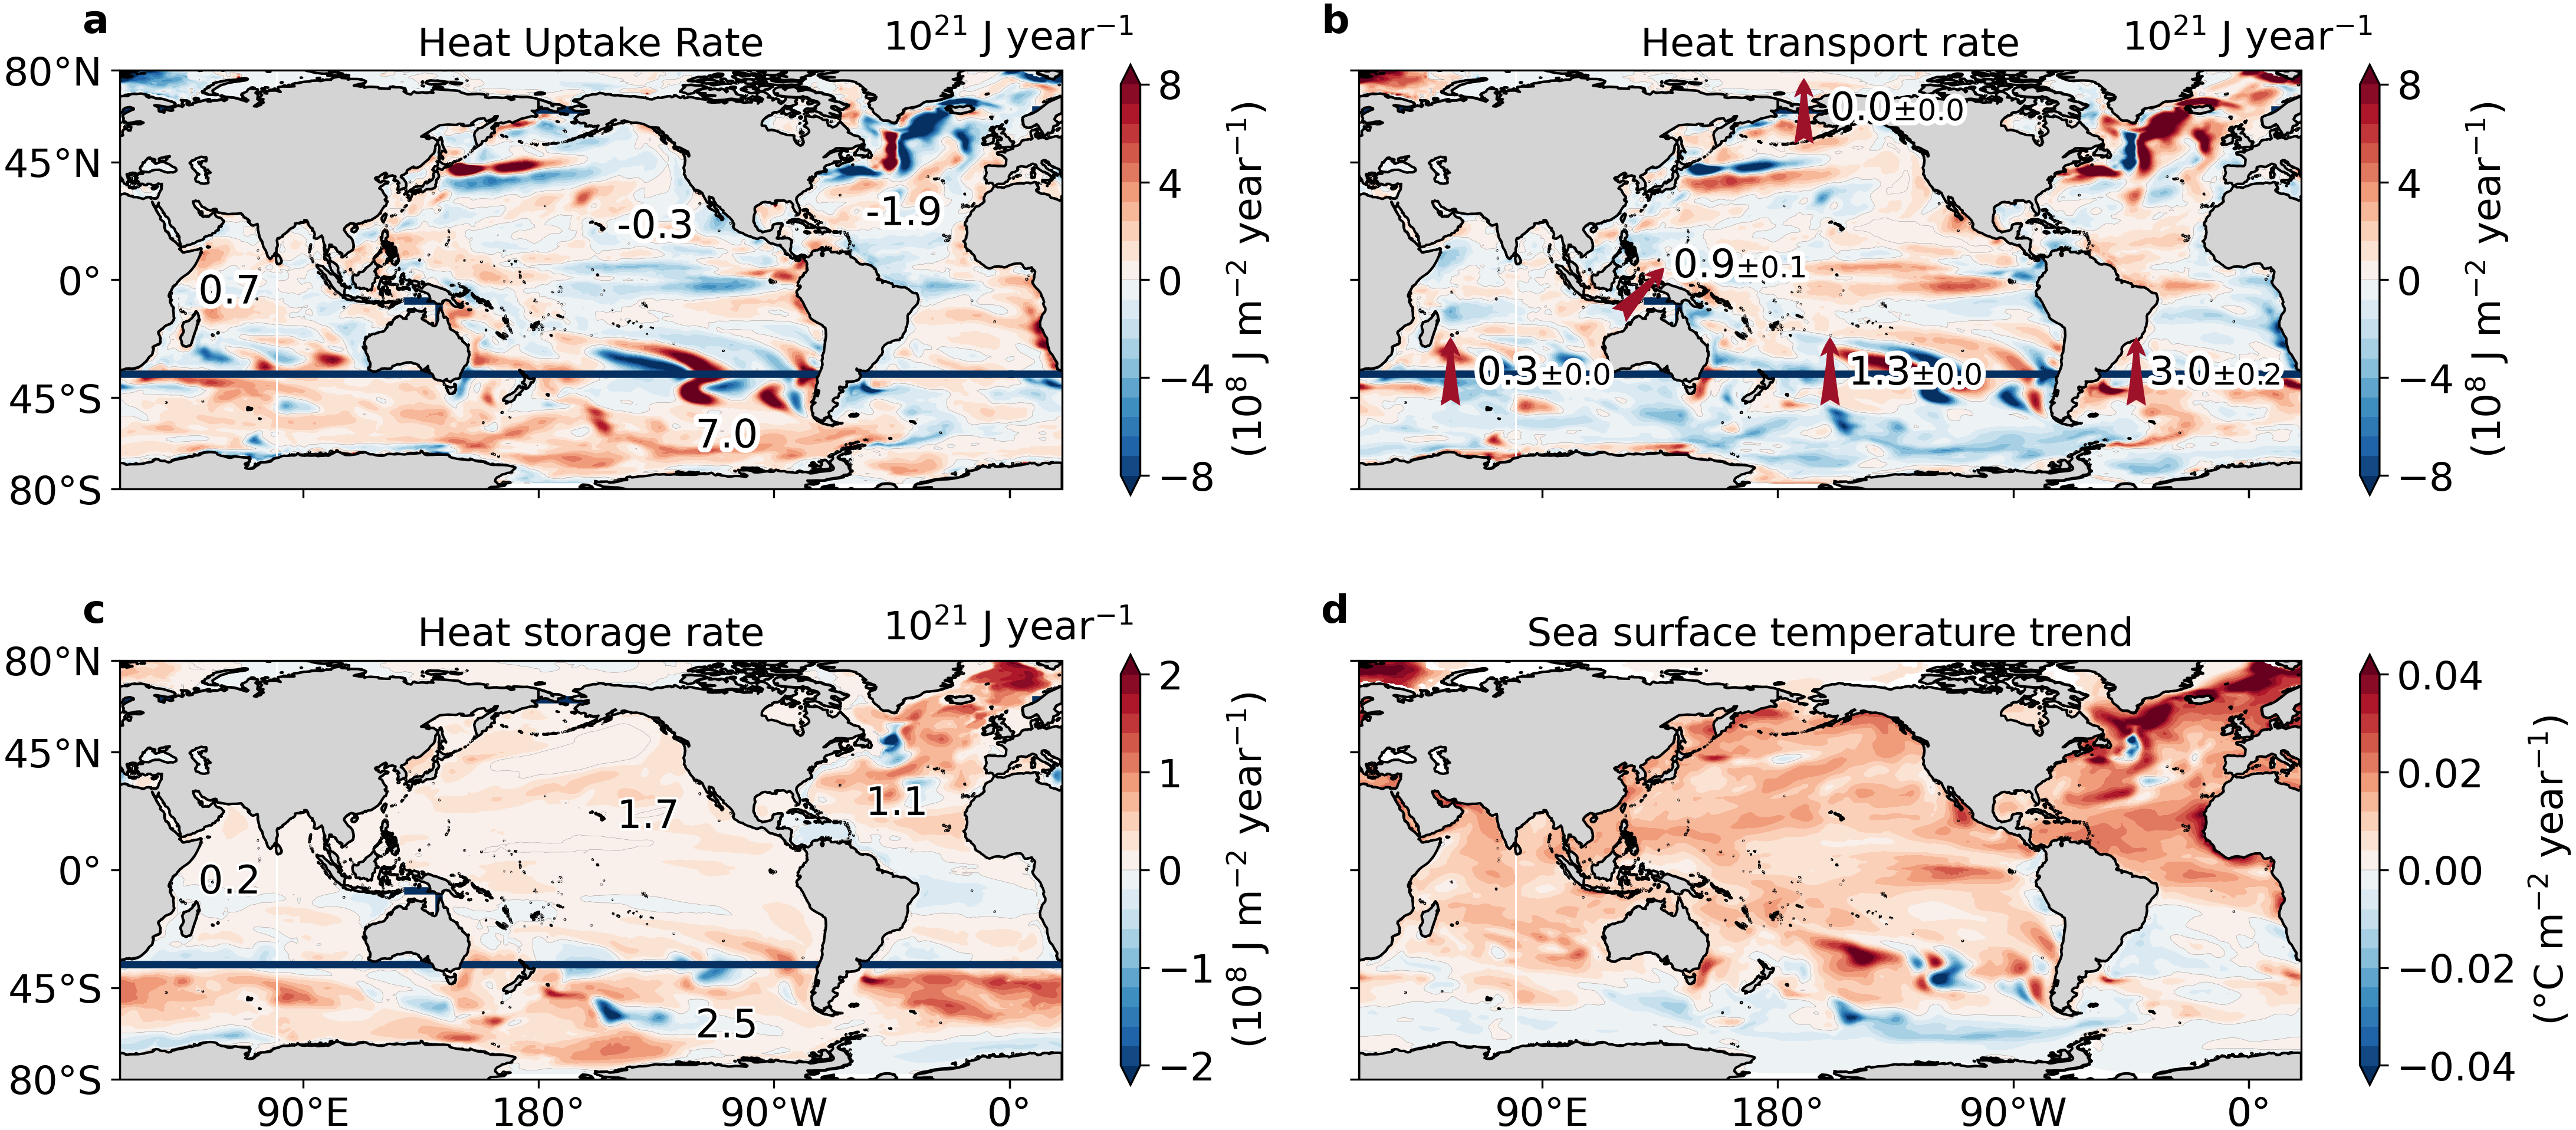 a
Heat Uptake Rate
10²¹ J year⁻¹
80°N
45°N
0°
45°S
80°S
-0.3
-1.9
0.7
7.0
8
4
0
−4
−8
(10⁸ J m⁻² year⁻¹)
b
Heat transport rate
10²¹ J year⁻¹
0.0±0.0
0.9±0.1
0.3±0.0
1.3±0.0
3.0±0.2
8
4
0
−4
−8
(10⁸ J m⁻² year⁻¹)
c
Heat storage rate
10²¹ J year⁻¹
80°N
45°N
0°
45°S
80°S
1.7
1.1
0.2
2.5
90°E
180°
90°W
0°
2
1
0
−1
−2
(10⁸ J m⁻² year⁻¹)
d
Sea surface temperature trend
90°E
180°
90°W
0°
0.04
0.02
0.00
−0.02
−0.04
(°C m⁻² year⁻¹)